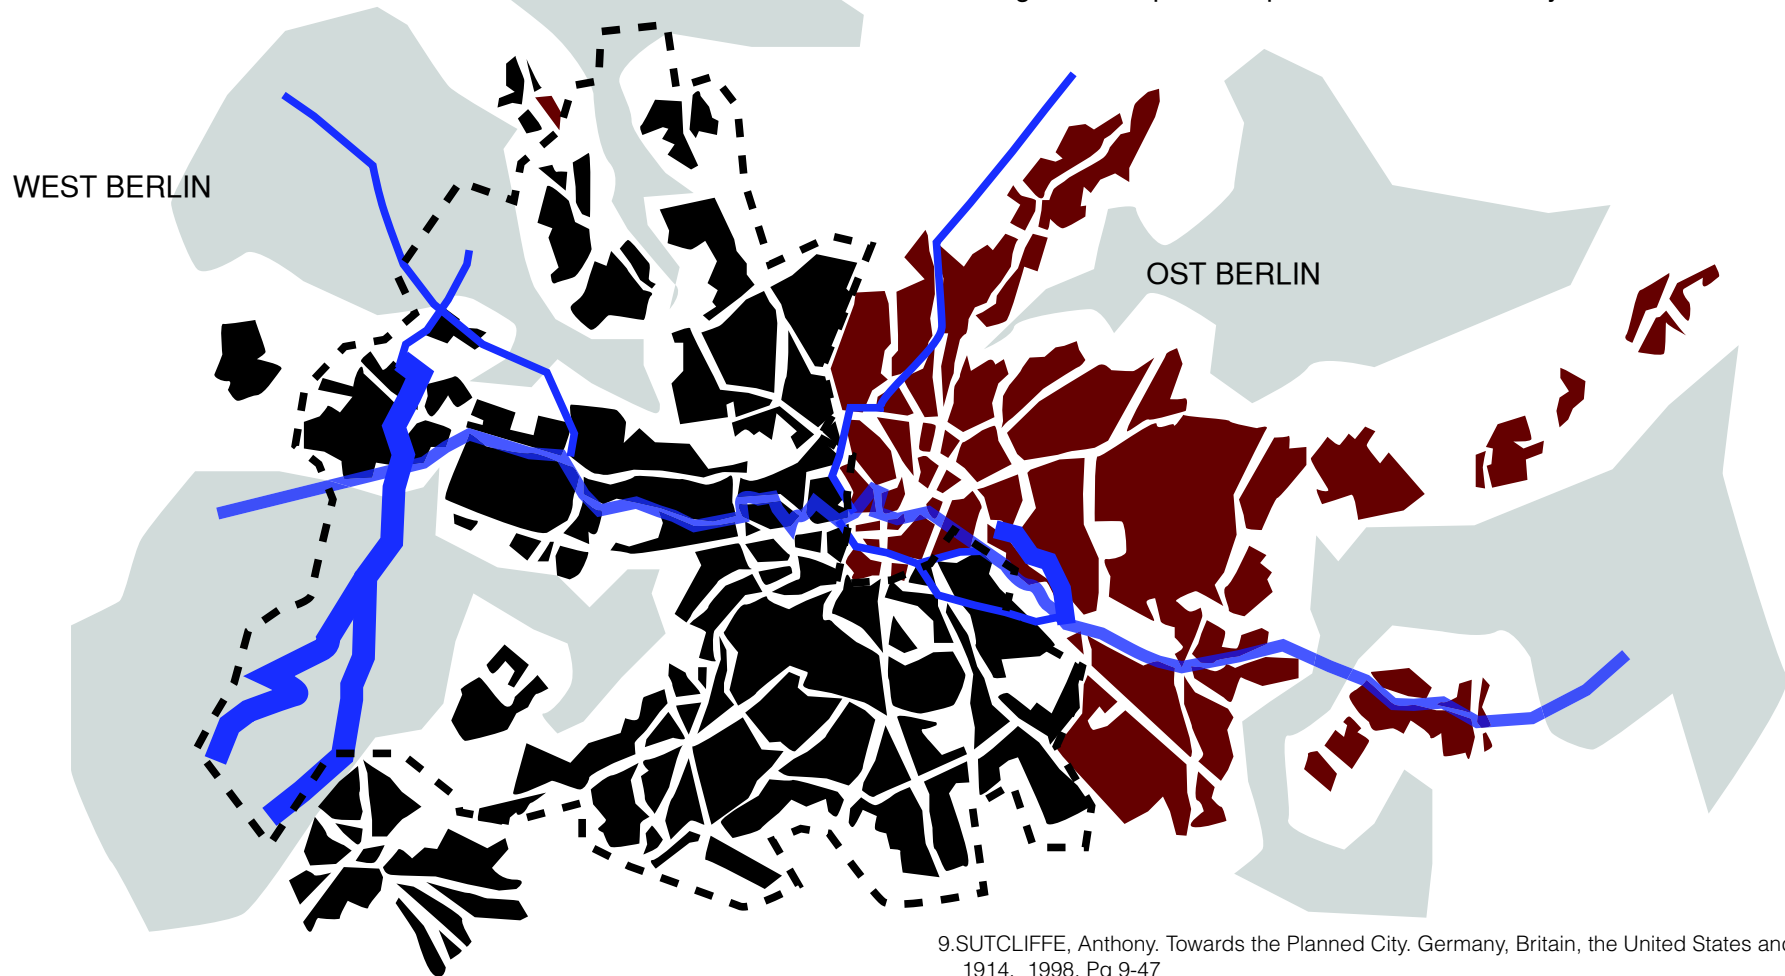 WEST BERLIN
OST BERLIN
9.SUTCLIFFE, Anthony. Towards the Planned City. Germany, Britain, the United States and
1914. 1998. Pg 9-47